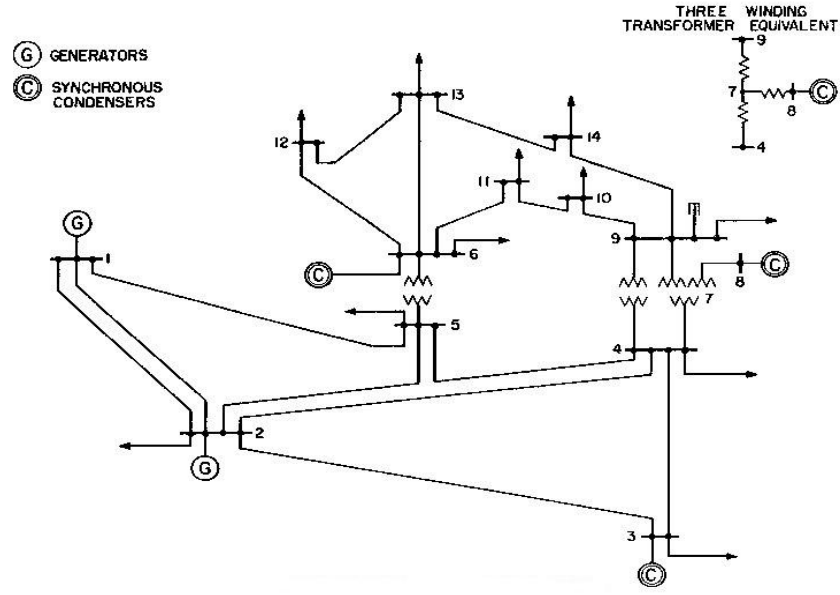 THREE WINDING
TRANSFORMER EQUIVALENT
G GENERATORS
C SYNCHRONOUS
CONDENSERS
9
7
C
8
4
13
12
14
11
10
G
1
6
9
C
C
8
7
5
4
2
G
3
C